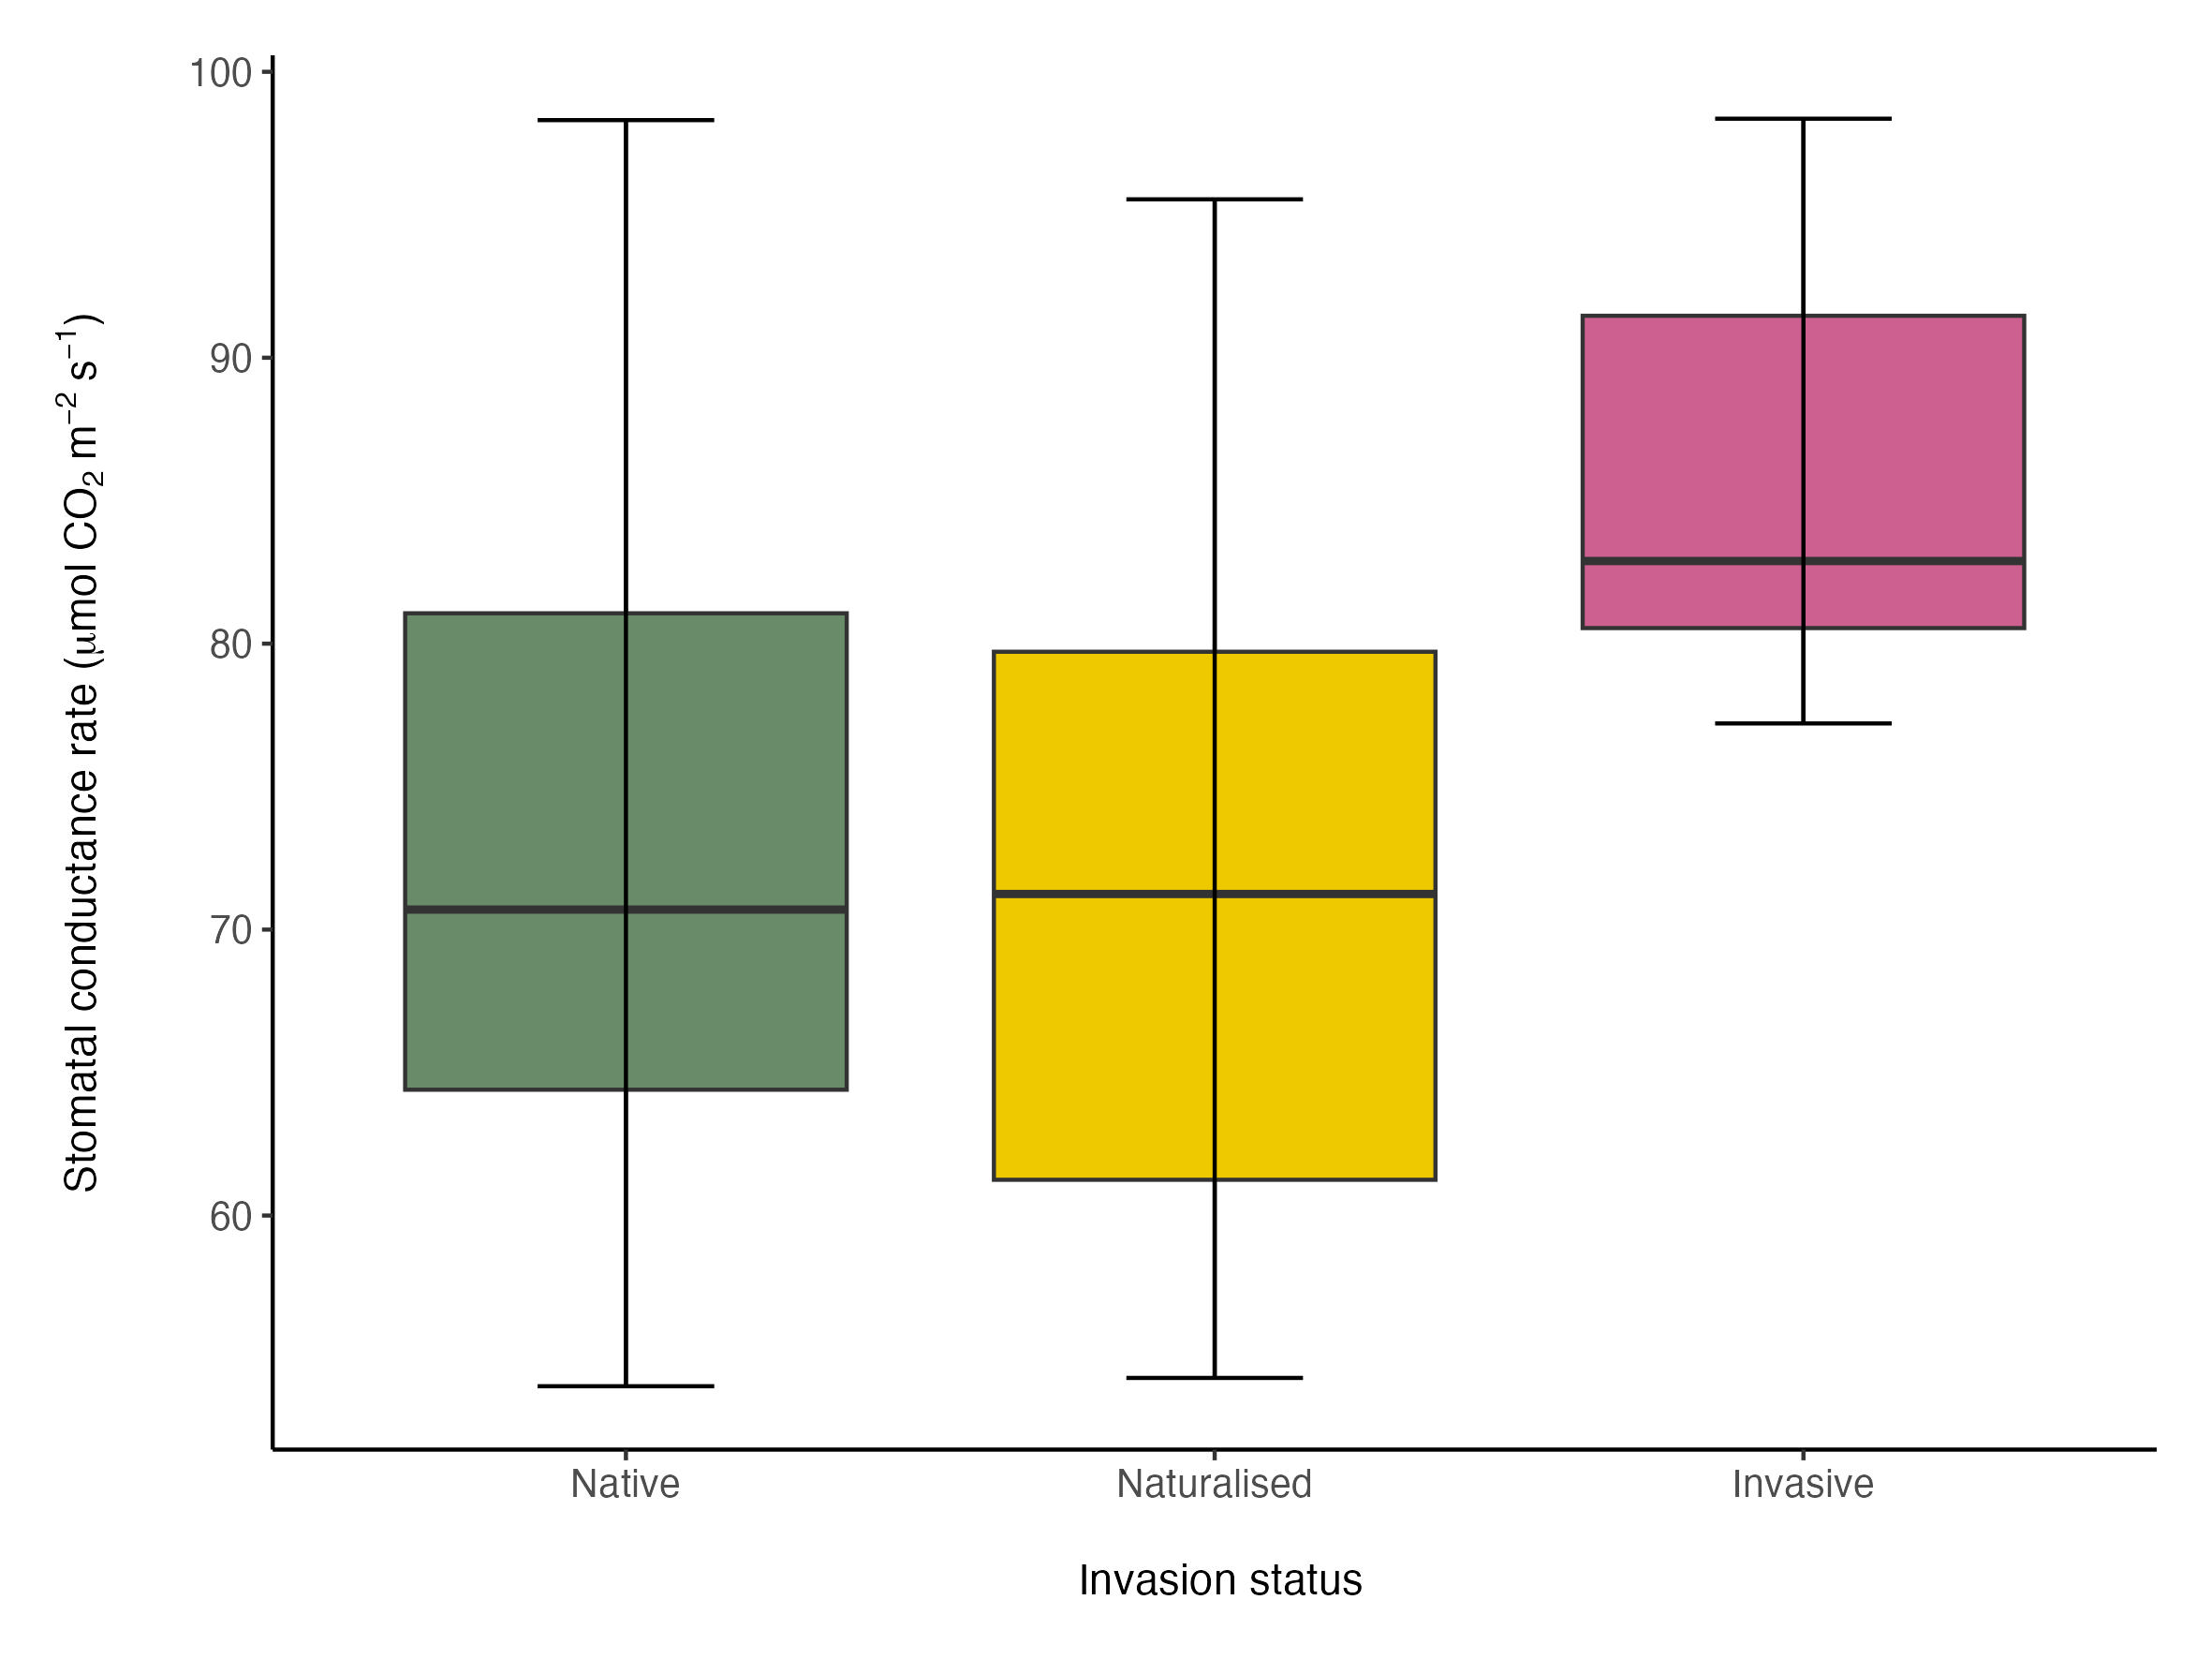 Stomatal conductance rate (μmol CO₂ m⁻² s⁻¹)
100
90
80
70
60
Native Naturalised Invasive
Invasion status